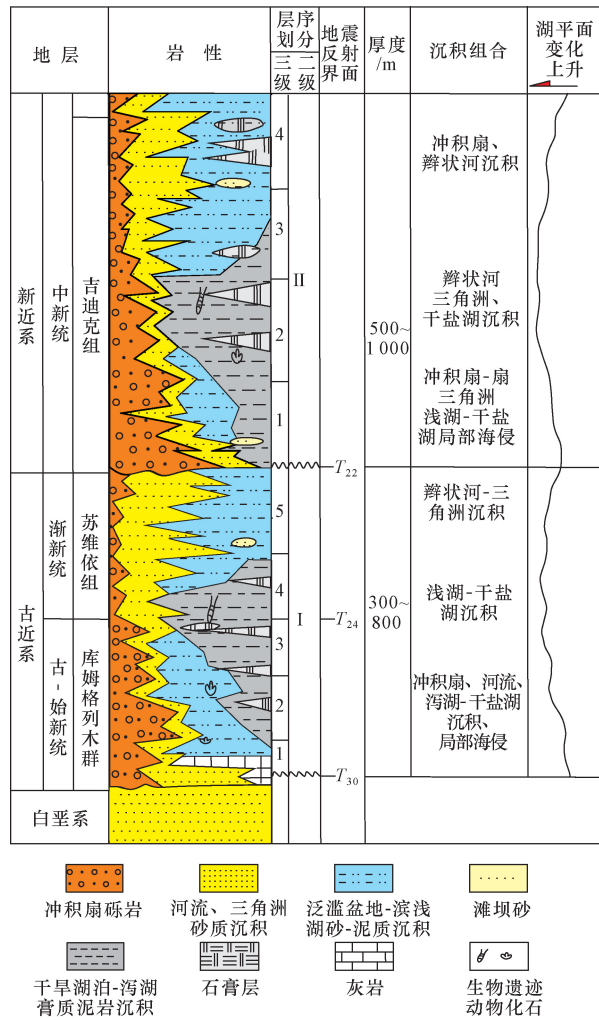 地 层
岩 性
层序
划分
三二
级级
地震
反射
界面
厚度
/m
沉积组合
湖平面
变化
上升
新近系
中新统
吉迪克组
4
3
II
2
1
500~
1 000
冲积扇、
辫状河沉积
辫状河
三角洲、
干盐湖沉积
冲积扇-扇
三角洲
浅湖-干盐
湖局部海侵
T22
古近系
渐新统
苏维依组
古-始新统
库姆格列木群
5
4
I
3
2
1
T24
T30
300~
800
辫状河-三
角洲沉积
浅湖-干盐
湖沉积
冲积扇、河流、
泻湖-干盐湖
沉积、
局部海侵
白垩系
冲积扇砾岩
河流、三角洲
砂质沉积
泛滥盆地-滨浅
湖砂-泥质沉积
滩坝砂
干旱湖泊-泻湖
膏质泥岩沉积
石膏层
灰岩
生物遗迹
动物化石